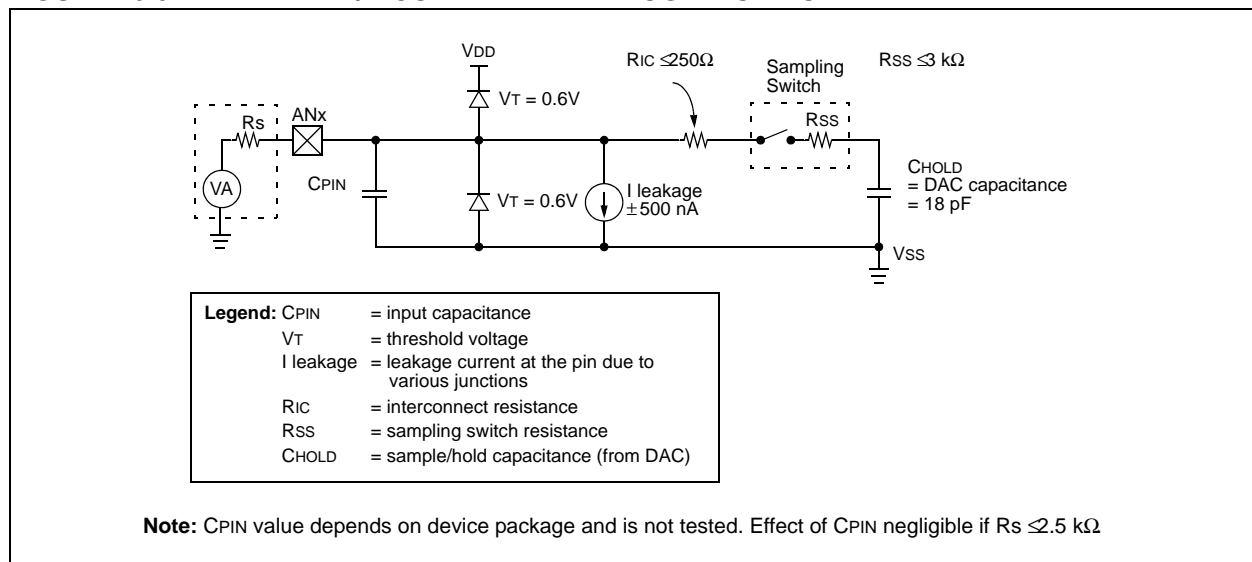 VDD
RIC ≤250Ω
Sampling
Switch
RSS ≤3 kΩ
VT = 0.6V
Rs
ANx
RSS
VA
CPIN
VT = 0.6V
I leakage
±500 nA
CHOLD
= DAC capacitance
= 18 pF
VSS
Legend: CPIN = input capacitance
VT = threshold voltage
I leakage = leakage current at the pin due to
various junctions
RIC = interconnect resistance
RSS = sampling switch resistance
CHOLD = sample/hold capacitance (from DAC)
Note: CPIN value depends on device package and is not tested. Effect of CPIN negligible if Rs ≤2.5 kΩ